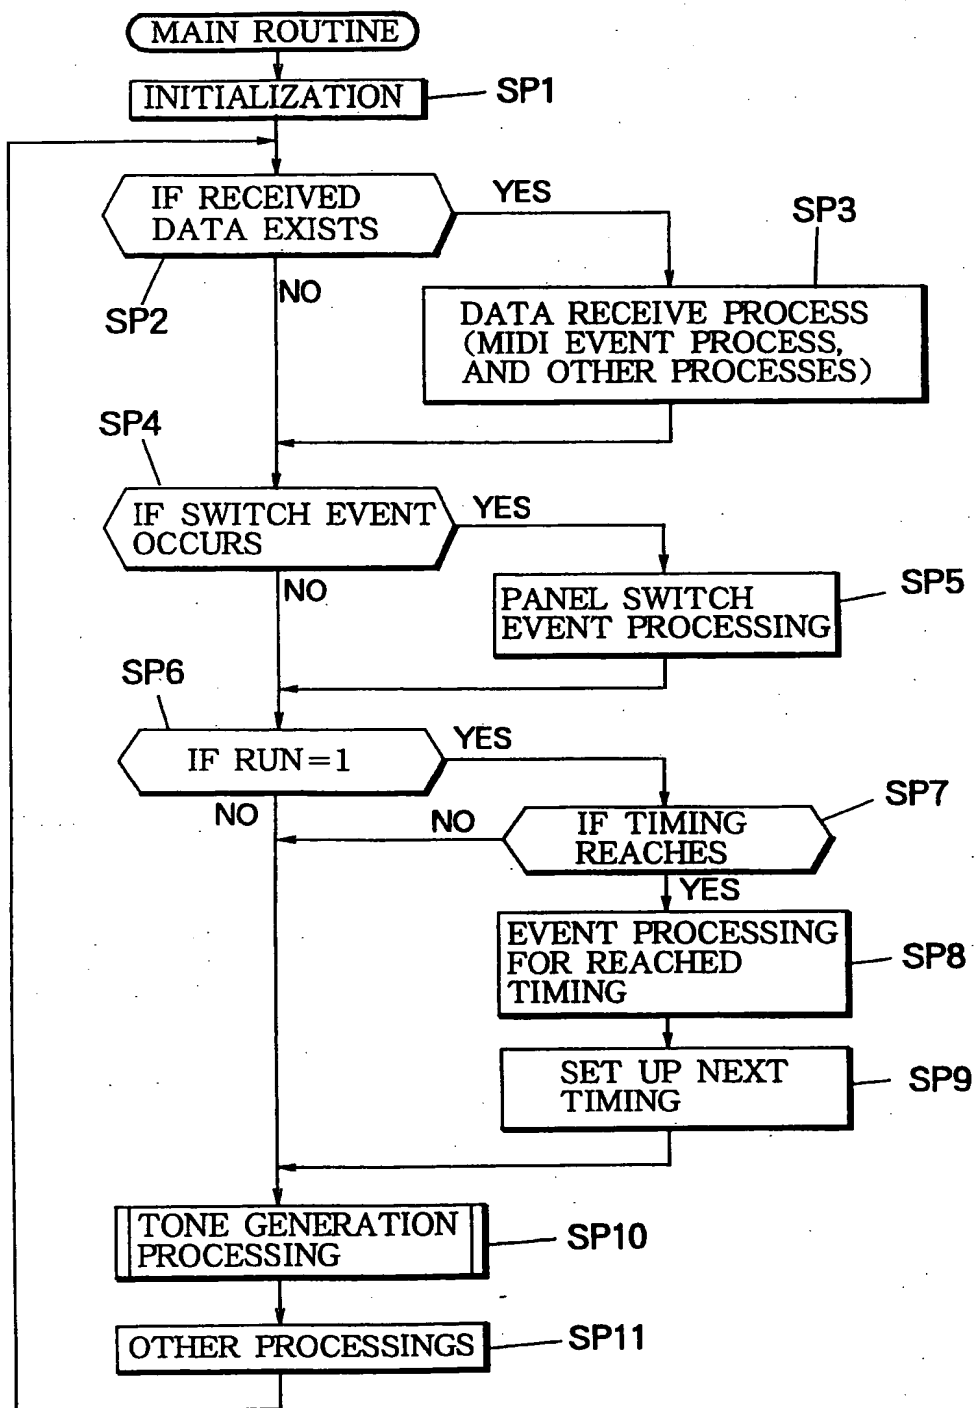 MAIN ROUTINE
INITIALIZATION
SP1
IF RECEIVED
DATA EXISTS
YES
SP3
SP2
NO
DATA RECEIVE PROCESS
(MIDI EVENT PROCESS,
AND OTHER PROCESSES)
SP4
IF SWITCH EVENT
OCCURS
YES
NO
PANEL SWITCH
EVENT PROCESSING
SP5
SP6
IF RUN=1
YES
NO
NO
IF TIMING
REACHES
SP7
YES
EVENT PROCESSING
FOR REACHED
TIMING
SP8
SET UP NEXT
TIMING
SP9
TONE GENERATION
PROCESSING
SP10
OTHER PROCESSINGS
SP11